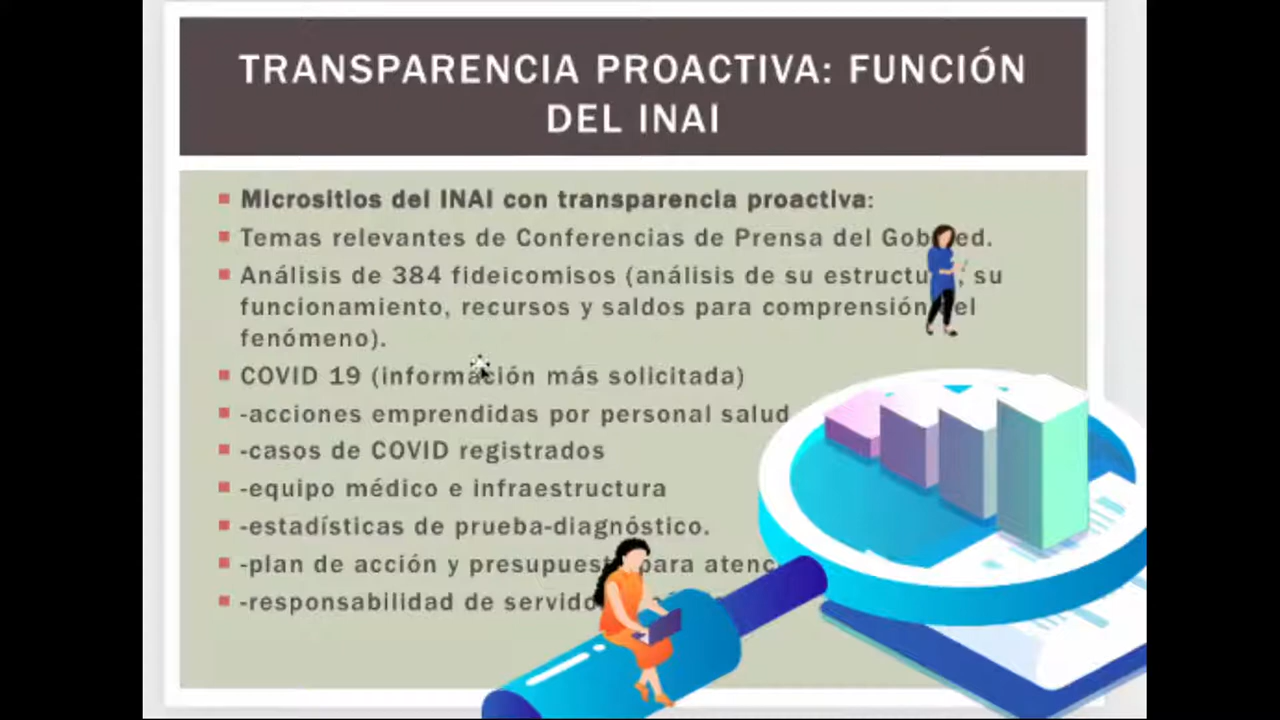 TRANSPARENCIA PROACTIVA: FUNCIÓN
DEL INAI
Micrositios del INAI con transparencia proactiva:
Temas relevantes de Conferencias de Prensa del
Análisis de 384 fideicomisos (análisis de su su
funcionamiento, recursos y saldos para comprensión
fenómeno).
COVID 19 (información más solicitada)
-acciones emprendidas por personal salud
-casos de COVID registrados
-equipo médico e infraestructura
-estadísticas de prueba-diagnóstico.
-plan de acción y para
-responsabilidad de